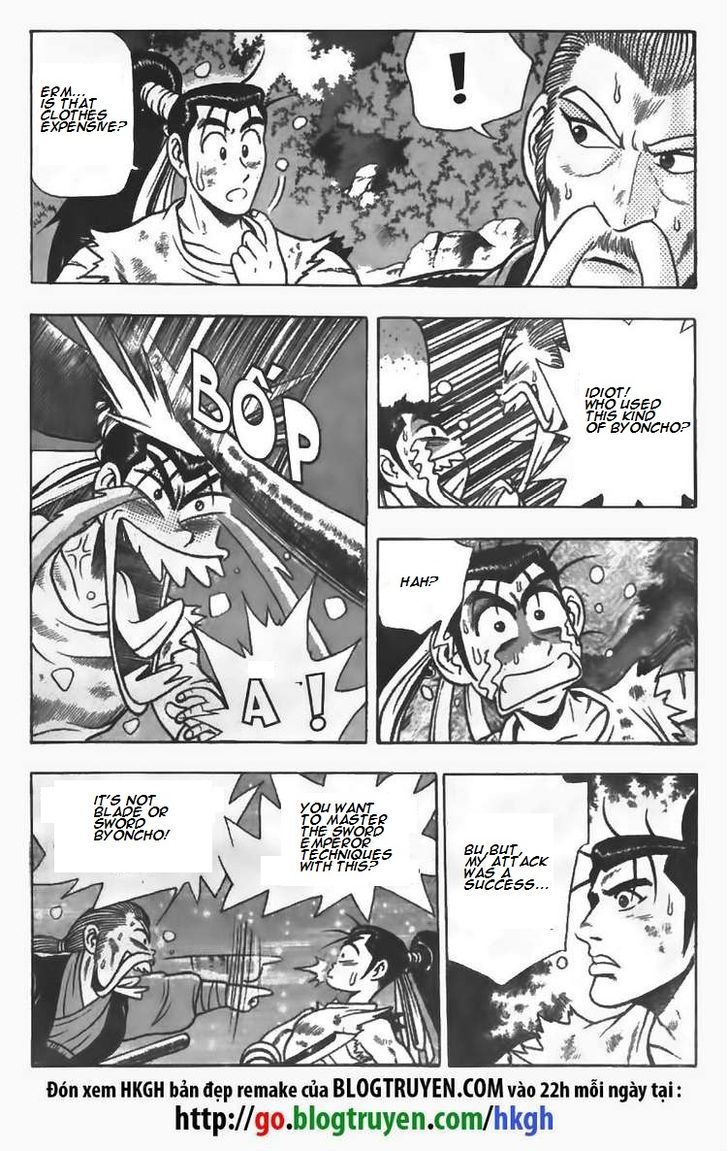 ERM...
IS THAT
CLOTHES
EXPENSIVE?
!
BỐP
A!
IDIOT!
WHO USED
THIS KIND
OF BYONCHO?
HAH?
IT'S NOT
BLADE OR
SWORD
BYONCHO!
YOU WANT
TO MASTER
THE SWORD
EMPEROR
TECHNIQUES
WITH THIS?
BU,BUT,
MY ATTACK
WAS A
SUCCESS...
Đón xem HKGH bản đẹp remake của BLOGTRUYEN.COM vào 22h mỗi ngày tại :
http://go.blogtruyen.com/hkgh